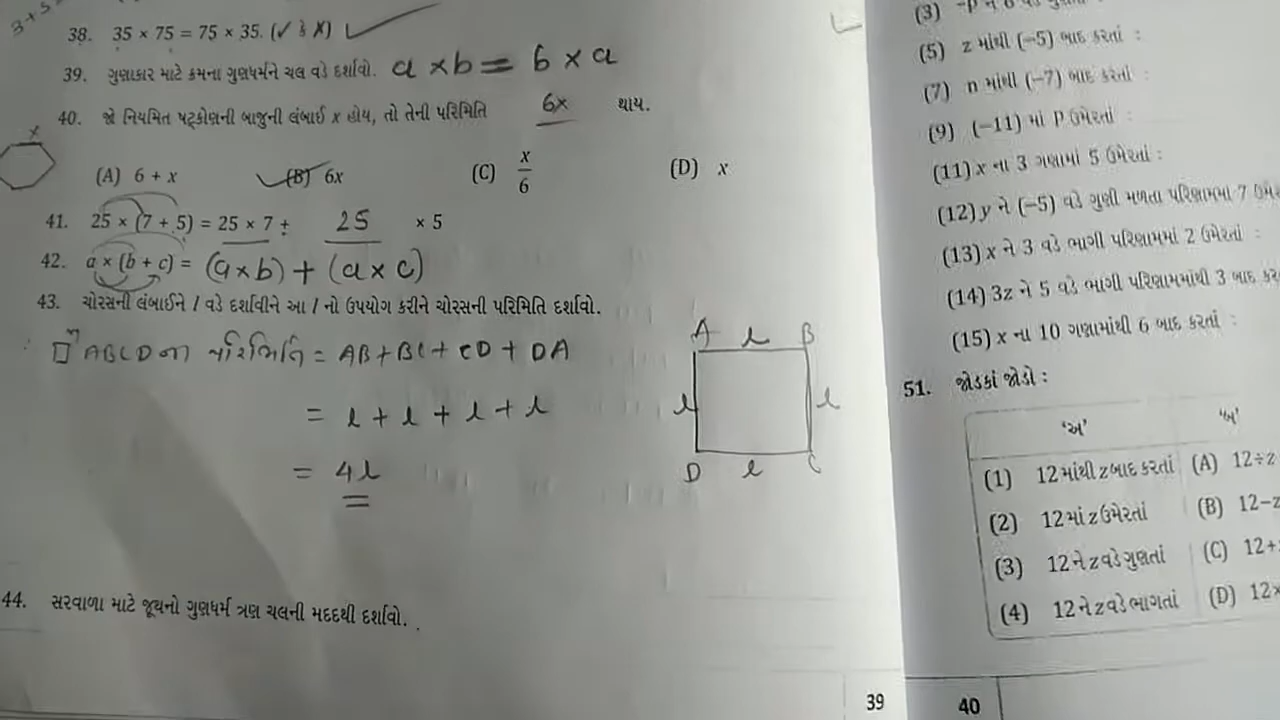 3 + 5 =
38. 35 × 75 = 75 × 35. (✓ કે ✗) ✓
39. ગુણાકાર માટે ક્રમના ગુણધર્મને ચલ વડે દર્શાવો. a × b = b × a
40. જો નિયમિત ષટ્કોણની બાજુની લંબાઈ x હોય, તો તેની પરિમિતિ 6x થાય.
x
(A) 6 + x ✓(B) 6x (C) x/6 (D) x
41. 25 × (7 + 5) = 25 × 7 + 25 × 5
42. a × (b + c) = (a × b) + (a × c)
43. ચોરસની લંબાઈને l વડે દર્શાવીને આ l નો ઉપયોગ કરીને ચોરસની પરિમિતિ દર્શાવો.
∴ □ ABCD ના પરિમિતિ = AB + BC + CD + DA
= l + l + l + l
= 4l
A l B
l l
D l C
44. સરવાળા માટે જૂથનો ગુણધર્મ ત્રણ ચલની મદદથી દર્શાવો.
39
(3) -p ને 6 વડે
(5) z માંથી (–5) બાદ કરતાં :
(7) n માંથી (–7) બાદ કરતાં :
(9) (–11) માં P ઉમેરતાં :
(11) x ના 3 ગણામાં 5 ઉમેરતાં :
(12) y ને (–5) વડે ગુણી મળતા પરિણામમાં 7
(13) x ને 3 વડે ભાગી પરિણામમાં 2 ઉમેરતાં :
(14) 3z ને 5 વડે ભાગી પરિણામમાંથી 3 બાદ
(15) x ના 10 ગણામાંથી 6 બાદ કરતાં :
51. જોડકાં જોડો :
‘અ’ ‘બ’
(1) 12 માંથી z બાદ કરતાં (A) 12÷z
(2) 12 માં z ઉમેરતાં (B) 12–z
(3) 12 ને z વડે ગુણતાં (C) 12+
(4) 12 ને z વડે ભાગતાં (D) 12×
40